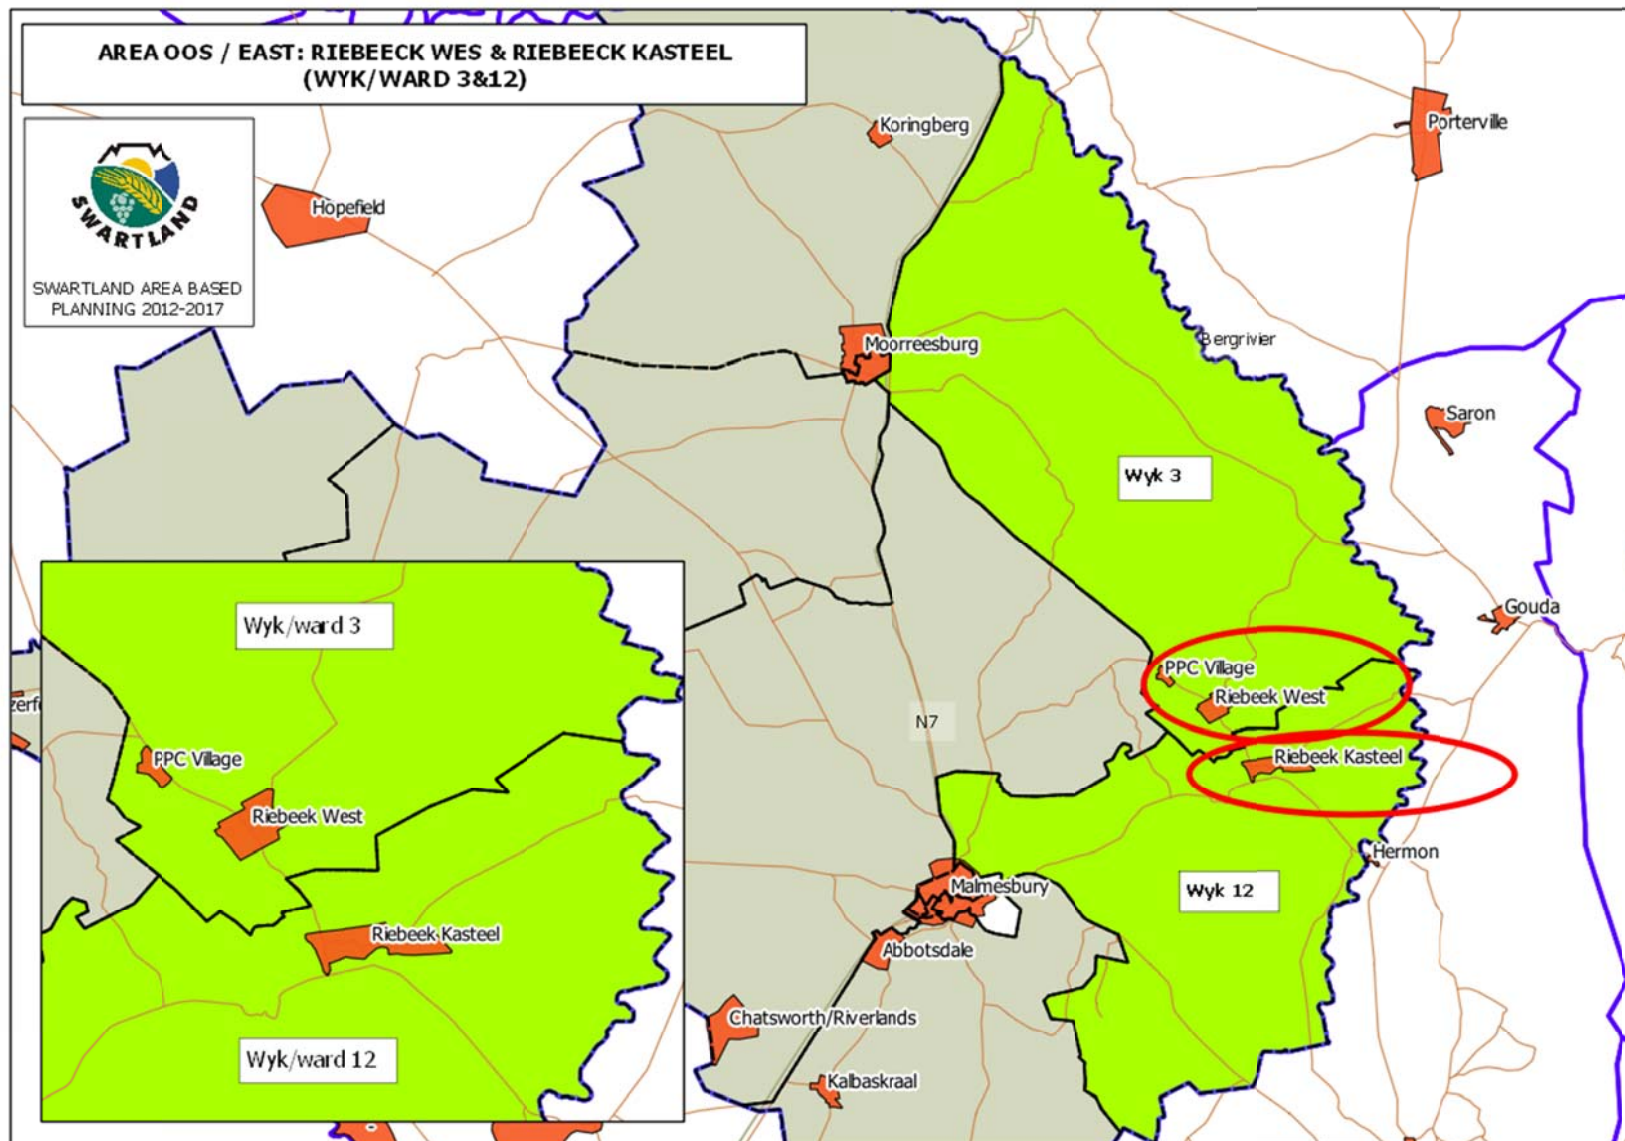 AREA OOS / EAST: RIEBEECK WES & RIEBEECK KASTEEL
(WYK/WARD 3&12)
SWARTLAND
SWARTLAND AREA BASED
PLANNING 2012-2017
Koringberg
Porterville
Hopefield
Bergrivier
Moorreesburg
Saron
Wyk 3
Gouda
Wyk/ward 3
PPC Village
Riebeek West
N7
Riebeek Kasteel
PPC Village
Riebeek West
Hermon
Malmesbury
Wyk 12
Riebeek Kasteel
Abbotsdale
Chatsworth/Riverlands
Wyk/ward 12
Kalbaskraal